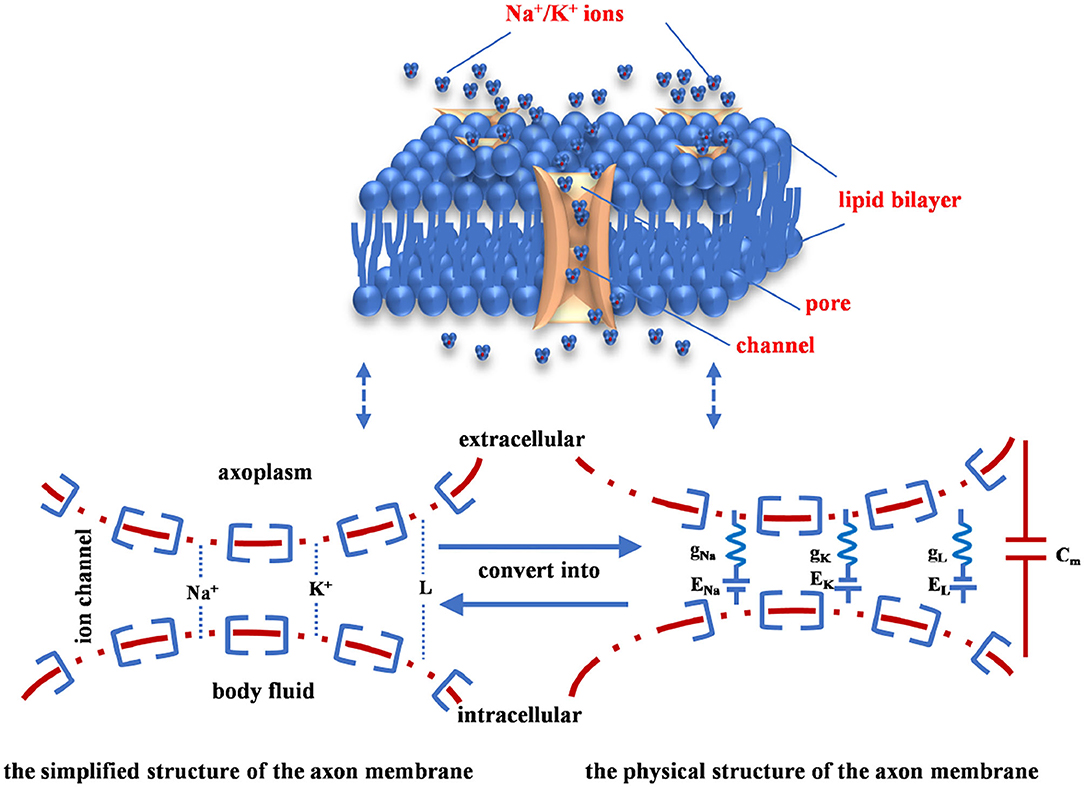 Na⁺/K⁺ ions
lipid bilayer
pore
channel
extracellular
axoplasm
ion channel
Na⁺
K⁺
L
convert into
body fluid
intracellular
gNa
ENa
gK
EK
gL
EL
Cm
the simplified structure of the axon membrane
the physical structure of the axon membrane